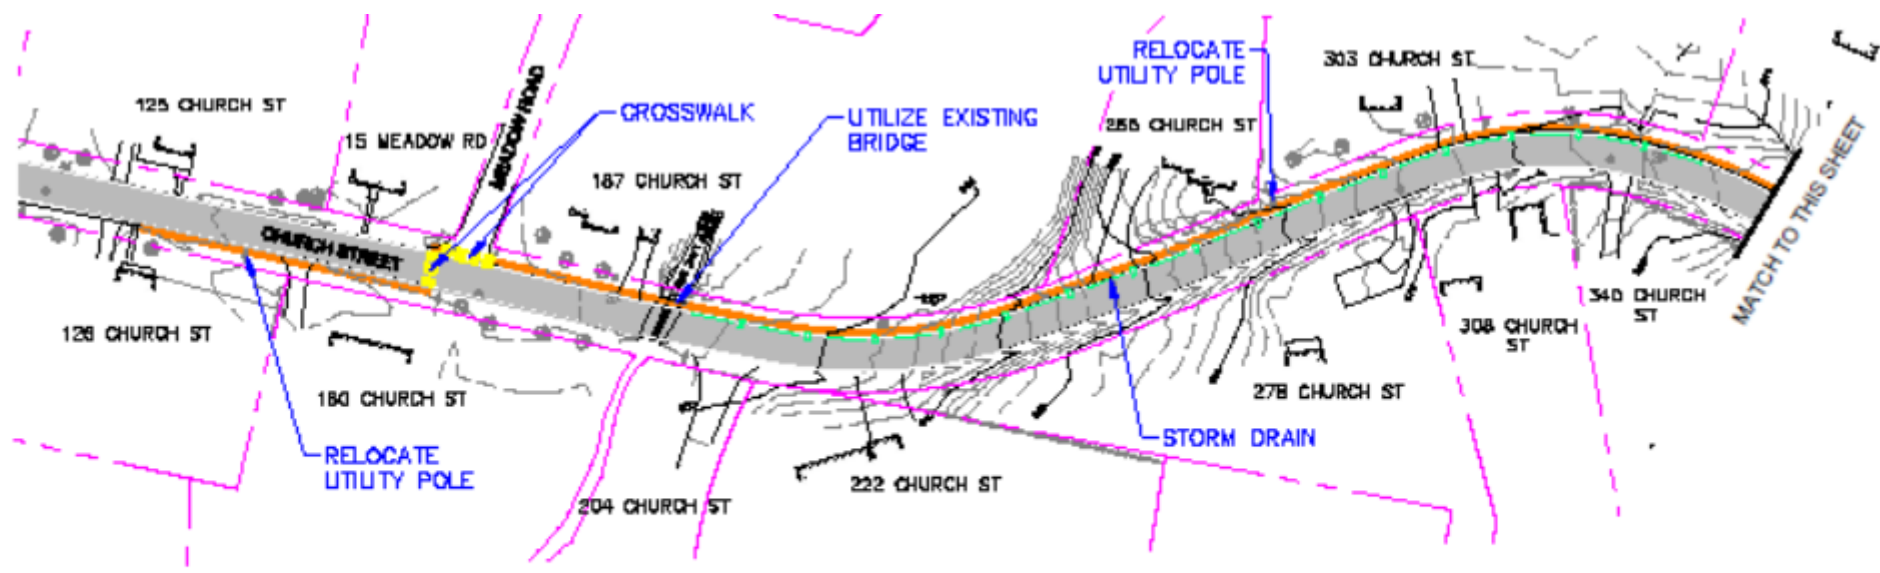 RELOCATE
UTILITY POLE
303 CHURCH ST
125 CHURCH ST
CROSSWALK
UTILIZE EXISTING
BRIDGE
MEADOW ROAD
15 MEADOW RD
187 CHURCH ST
CHURCH ST
CHURCH STREET
MATCH TO THIS SHEET
126 CHURCH ST
340 CHURCH
ST
308 CHURCH
ST
160 CHURCH ST
278 CHURCH ST
STORM DRAIN
RELOCATE
UTILITY POLE
222 CHURCH ST
204 CHURCH ST